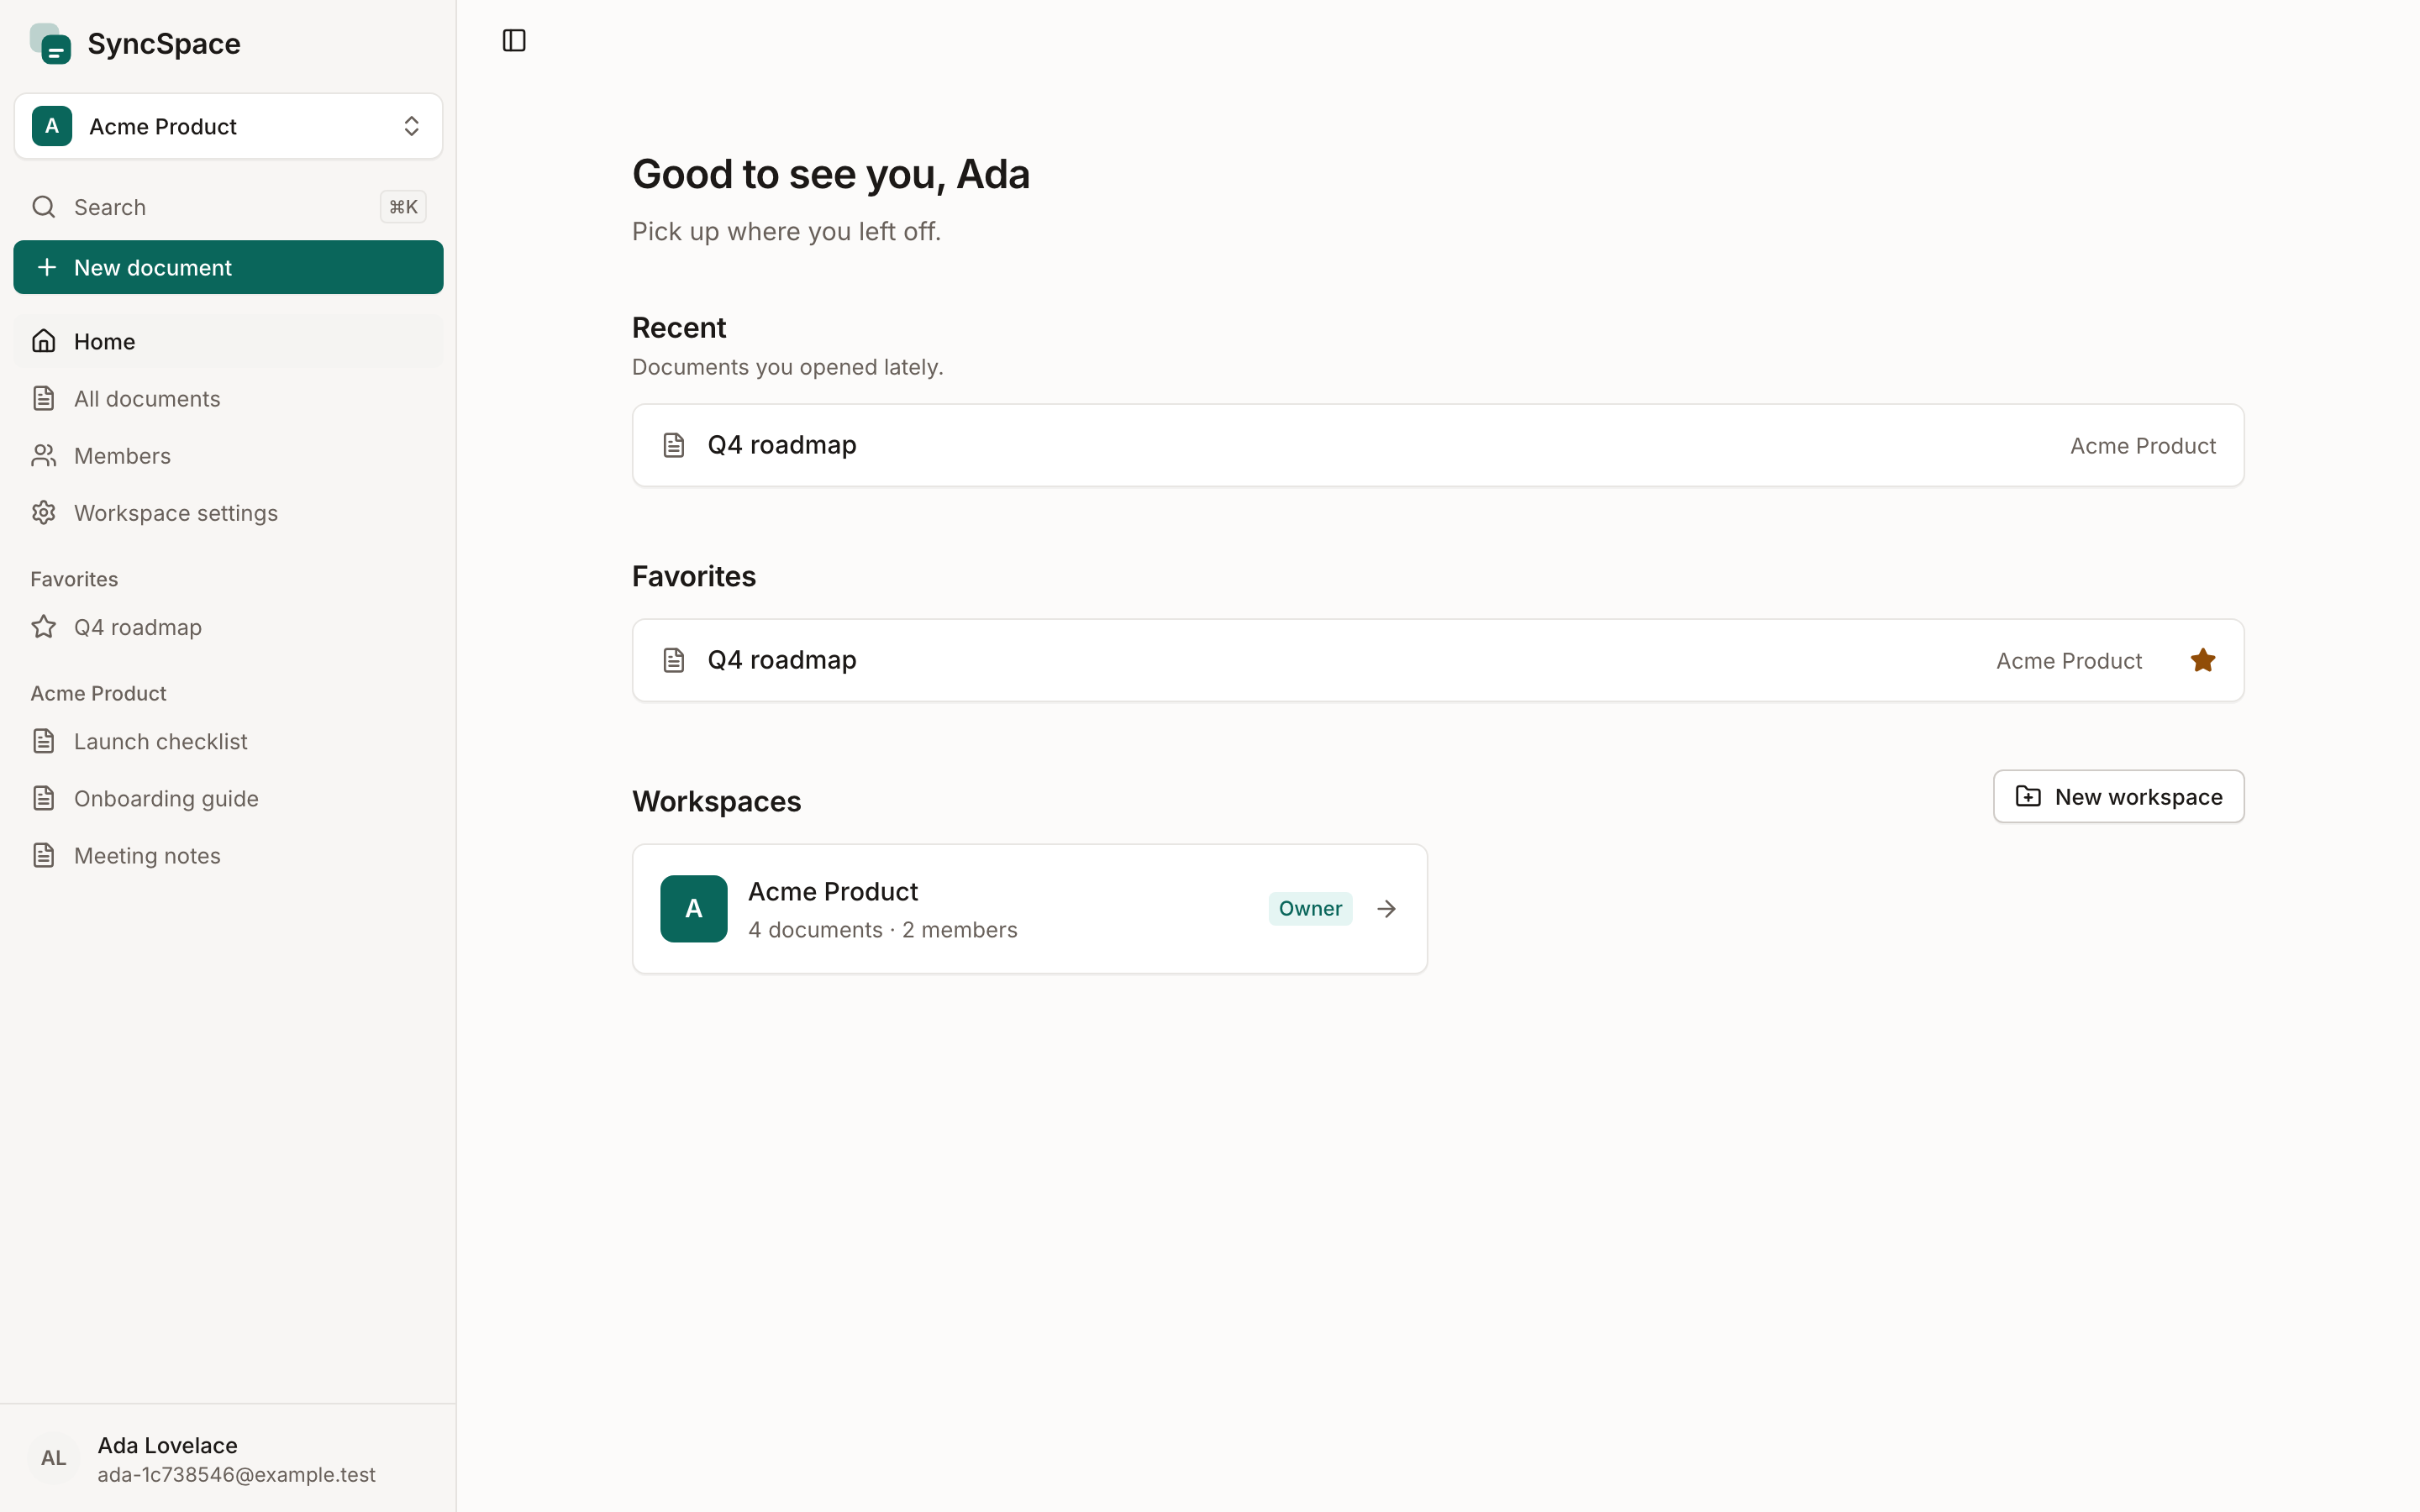 SyncSpace
A
Acme Product
Search
⌘K
New document
Home
All documents
Members
Workspace settings
Favorites
Q4 roadmap
Acme Product
Launch checklist
Onboarding guide
Meeting notes
AL
Ada Lovelace
ada-1c738546@example.test
Good to see you, Ada
Pick up where you left off.
Recent
Documents you opened lately.
Q4 roadmap
Acme Product
Favorites
Q4 roadmap
Acme Product
Workspaces
New workspace
A
Acme Product
4 documents · 2 members
Owner